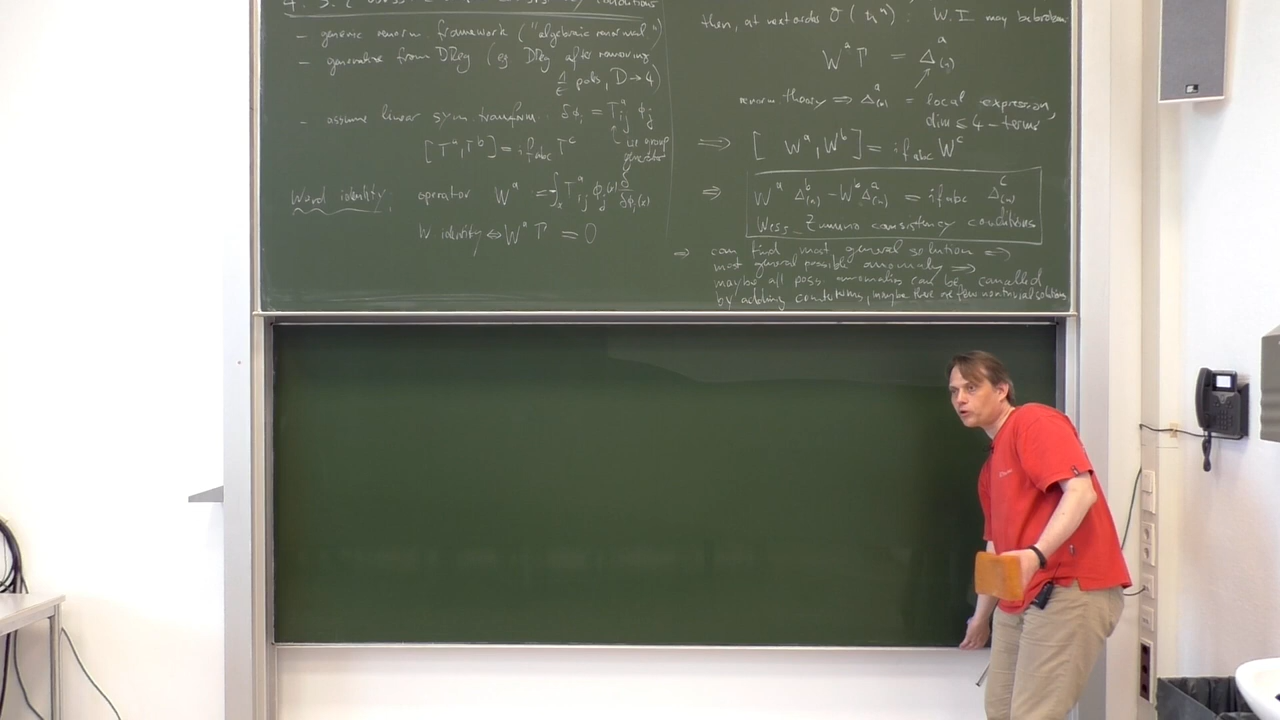 - generic renorm. framework ("algebraic renormal.")
- generalize from DReg (eg DReg after removing
1/ε poles, D→4)
- assume linear sym. transform. δϕᵢ = Tᵃᵢⱼ ϕⱼ
[Tᵃ, Tᵇ] = i f_abc Tᶜ
group generator
Ward identity: operator Wᵃ = ∫ₓ Tᵃᵢⱼ ϕⱼ(x) δ/δϕᵢ(x)
W identity ⇔ Wᵃ Γ = 0
then, at next order O(ħⁿ): W.I may be broken
Wᵃ Γ = Δᵃ₍ₙ₎
renorm. theory ⇒ Δᵃ₍ₙ₎ = local expression,
dim ≤ 4 - terms
⇒ [Wᵃ, Wᵇ] = i f_abc Wᶜ
⇒ Wᵃ Δᵇ₍ₙ₎ - Wᵇ Δᵃ₍ₙ₎ = i f_abc Δᶜ₍ₙ₎
Wess-Zumino consistency conditions
⇒ can find most general solution ⇒
most general possible anomaly ⇒
maybe all poss. anomalies can be cancelled
by adding counterterms, maybe there are few nontrivial solutions